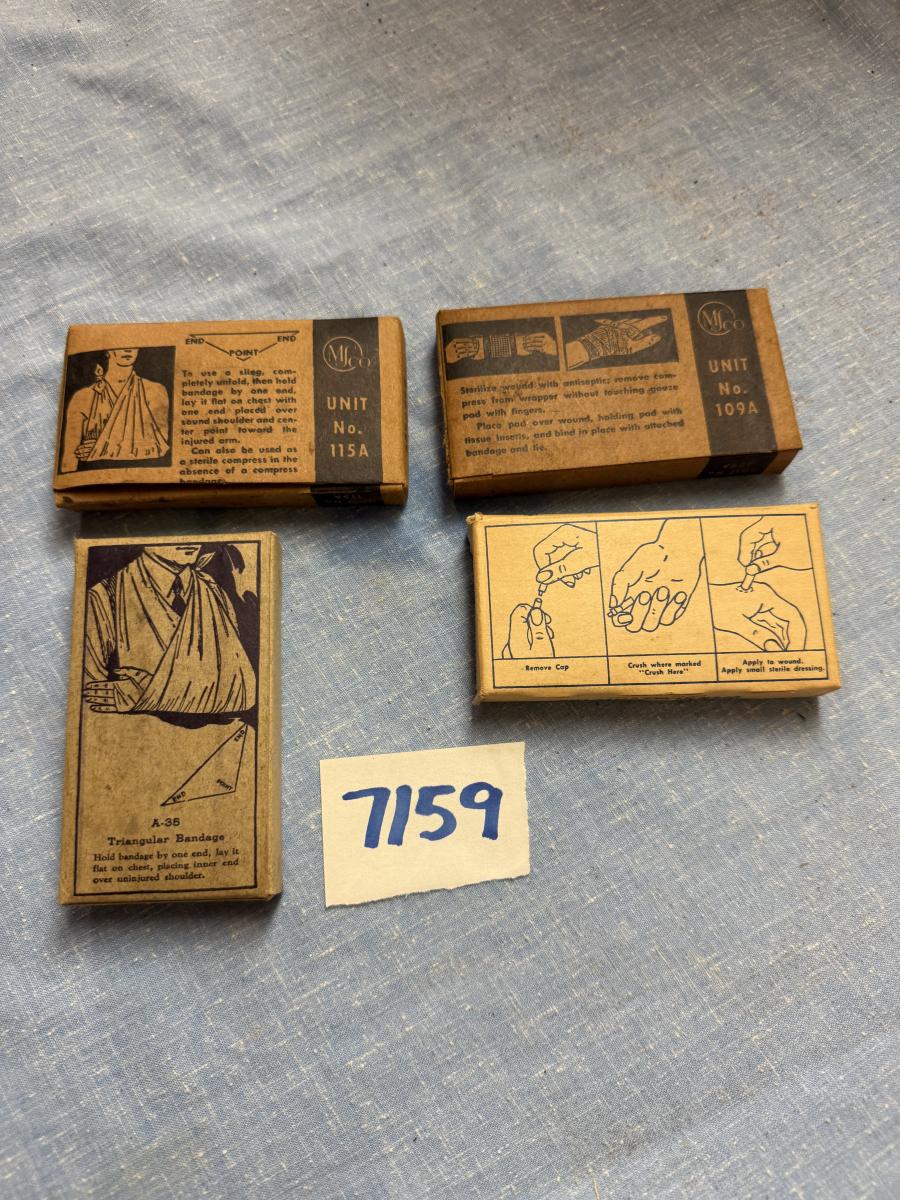 END
END
POINT
To use a sling, com-
pletely unfold, then hold
bandage by one end,
lay it flat on chest with
one end placed over
sound shoulder and cen-
ter point toward the
injured arm.
Can also be used as
a sterile compress in the
absence of a compress
bandage.
MSCO
UNIT
No.
115A
Sterilize wound with antiseptic; remove com-
press from wrapper without touching gauze
pad with fingers.
Place pad over wound, holding pad with
tissue inserts, and bind in place with attached
bandage and tie.
MSCO
UNIT
No.
109A
END
END
POINT
A-35
Triangular Bandage
Hold bandage by one end, lay it
flat on chest, placing inner end
over uninjured shoulder.
Remove Cap
Crush where marked
"Crush Here"
Apply to wound.
Apply small sterile dressing.
7159